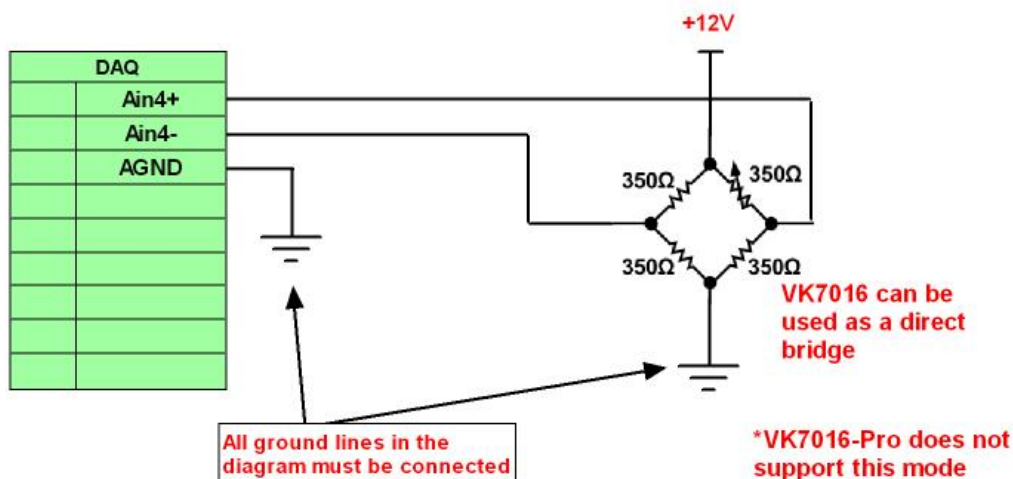 +12V
DAQ
Ain4+
Ain4-
AGND
350Ω
350Ω
350Ω
350Ω
VK7016 can be
used as a direct
bridge
All ground lines in the
diagram must be connected
*VK7016-Pro does not
support this mode